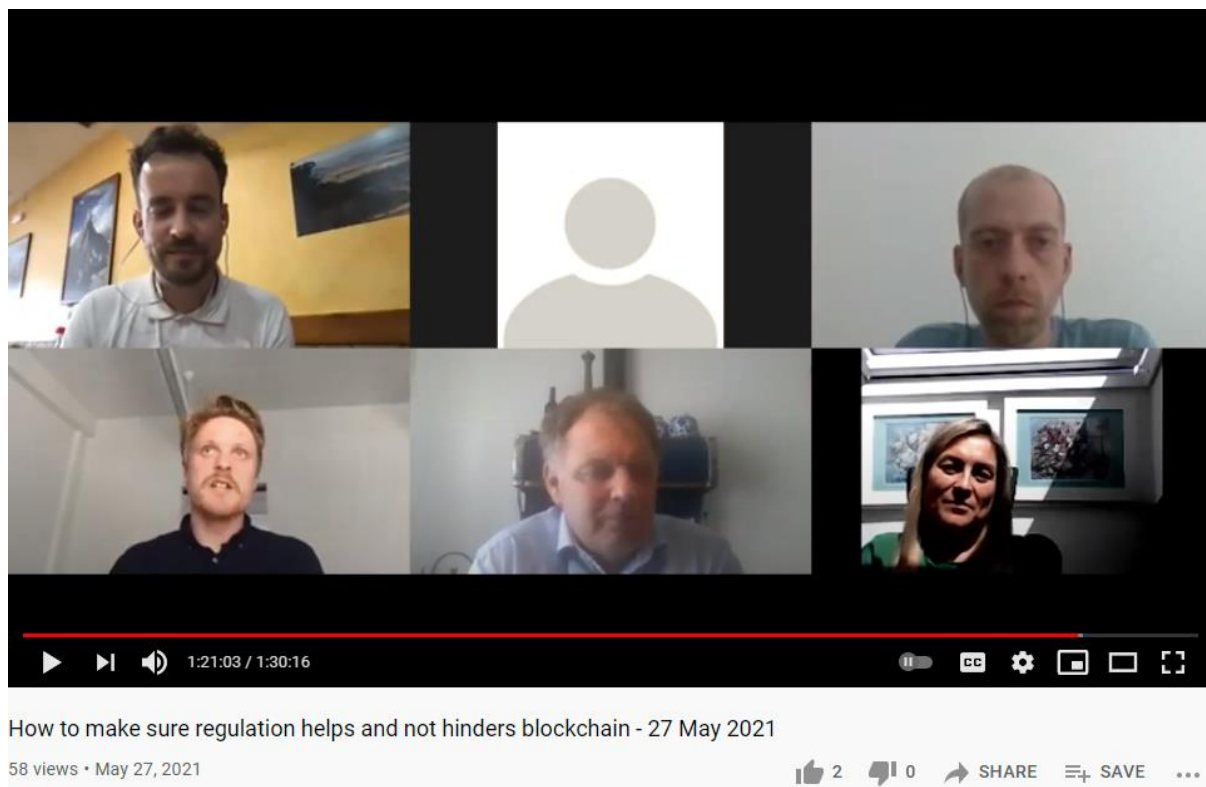 1:21:03 / 1:30:16
CC
How to make sure regulation helps and not hinders blockchain - 27 May 2021
58 views • May 27, 2021
2 0 SHARE SAVE ...